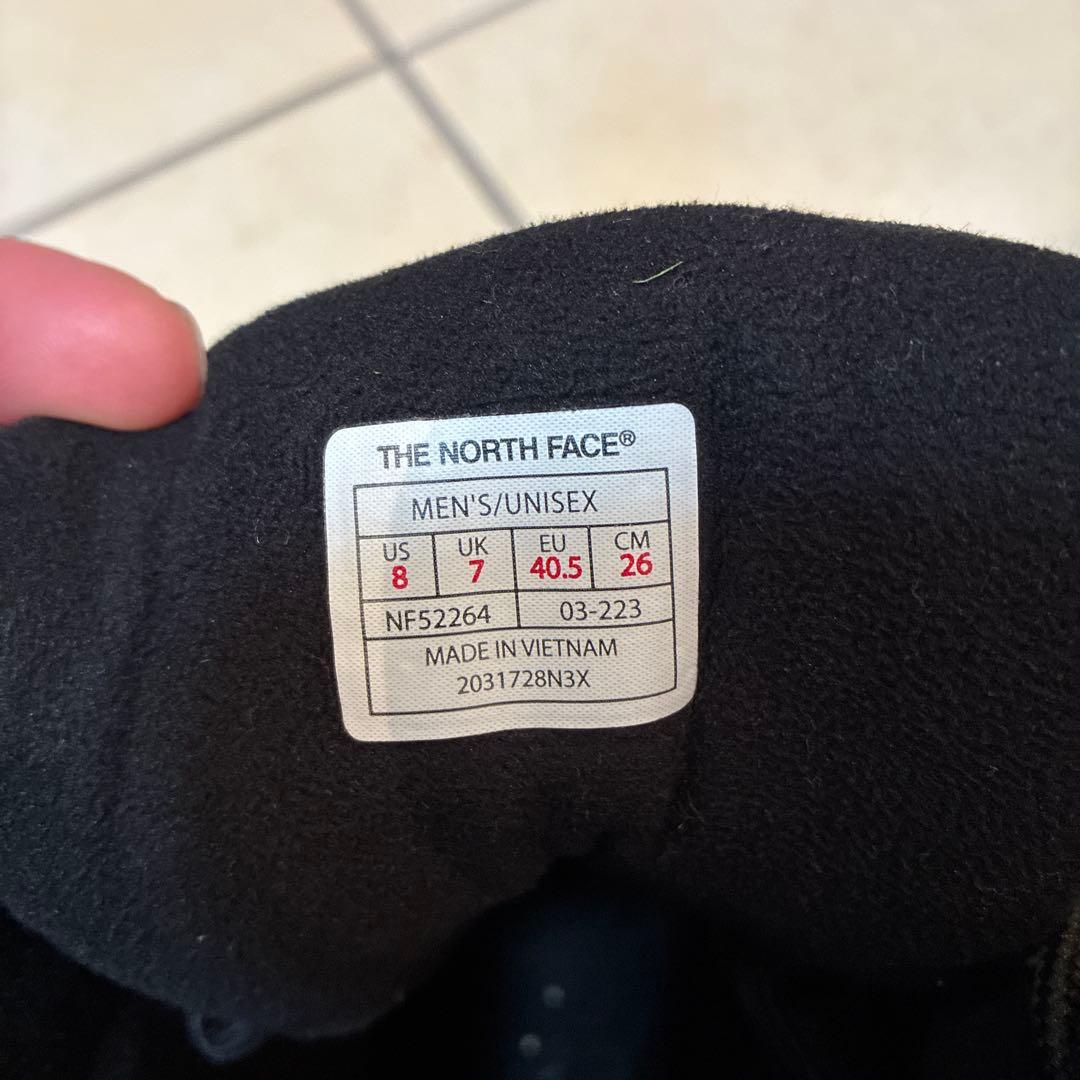 THE NORTH FACE®
MEN'S/UNISEX
US UK EU CM
8 7 40.5 26
NF52264 03-223
MADE IN VIETNAM
2031728N3X